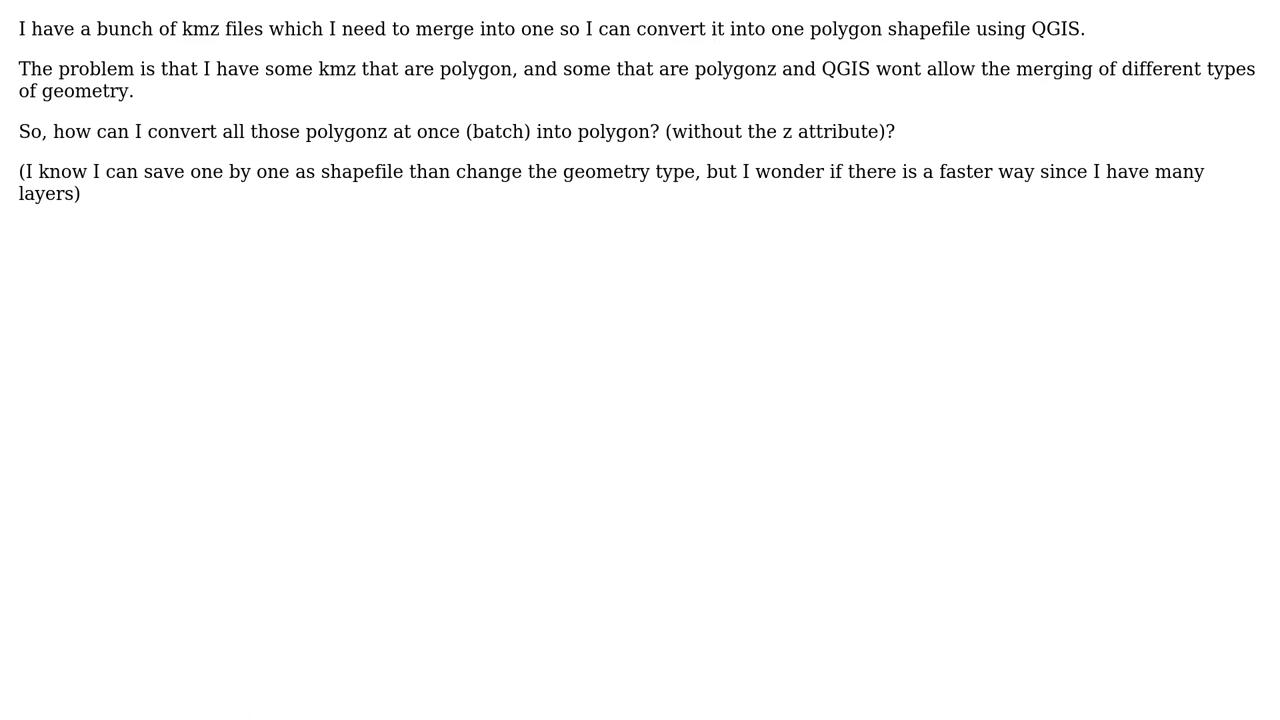 I have a bunch of kmz files which I need to merge into one so I can convert it into one polygon shapefile using QGIS.
The problem is that I have some kmz that are polygon, and some that are polygonz and QGIS wont allow the merging of different types
of geometry.
So, how can I convert all those polygonz at once (batch) into polygon? (without the z attribute)?
(I know I can save one by one as shapefile than change the geometry type, but I wonder if there is a faster way since I have many
layers)